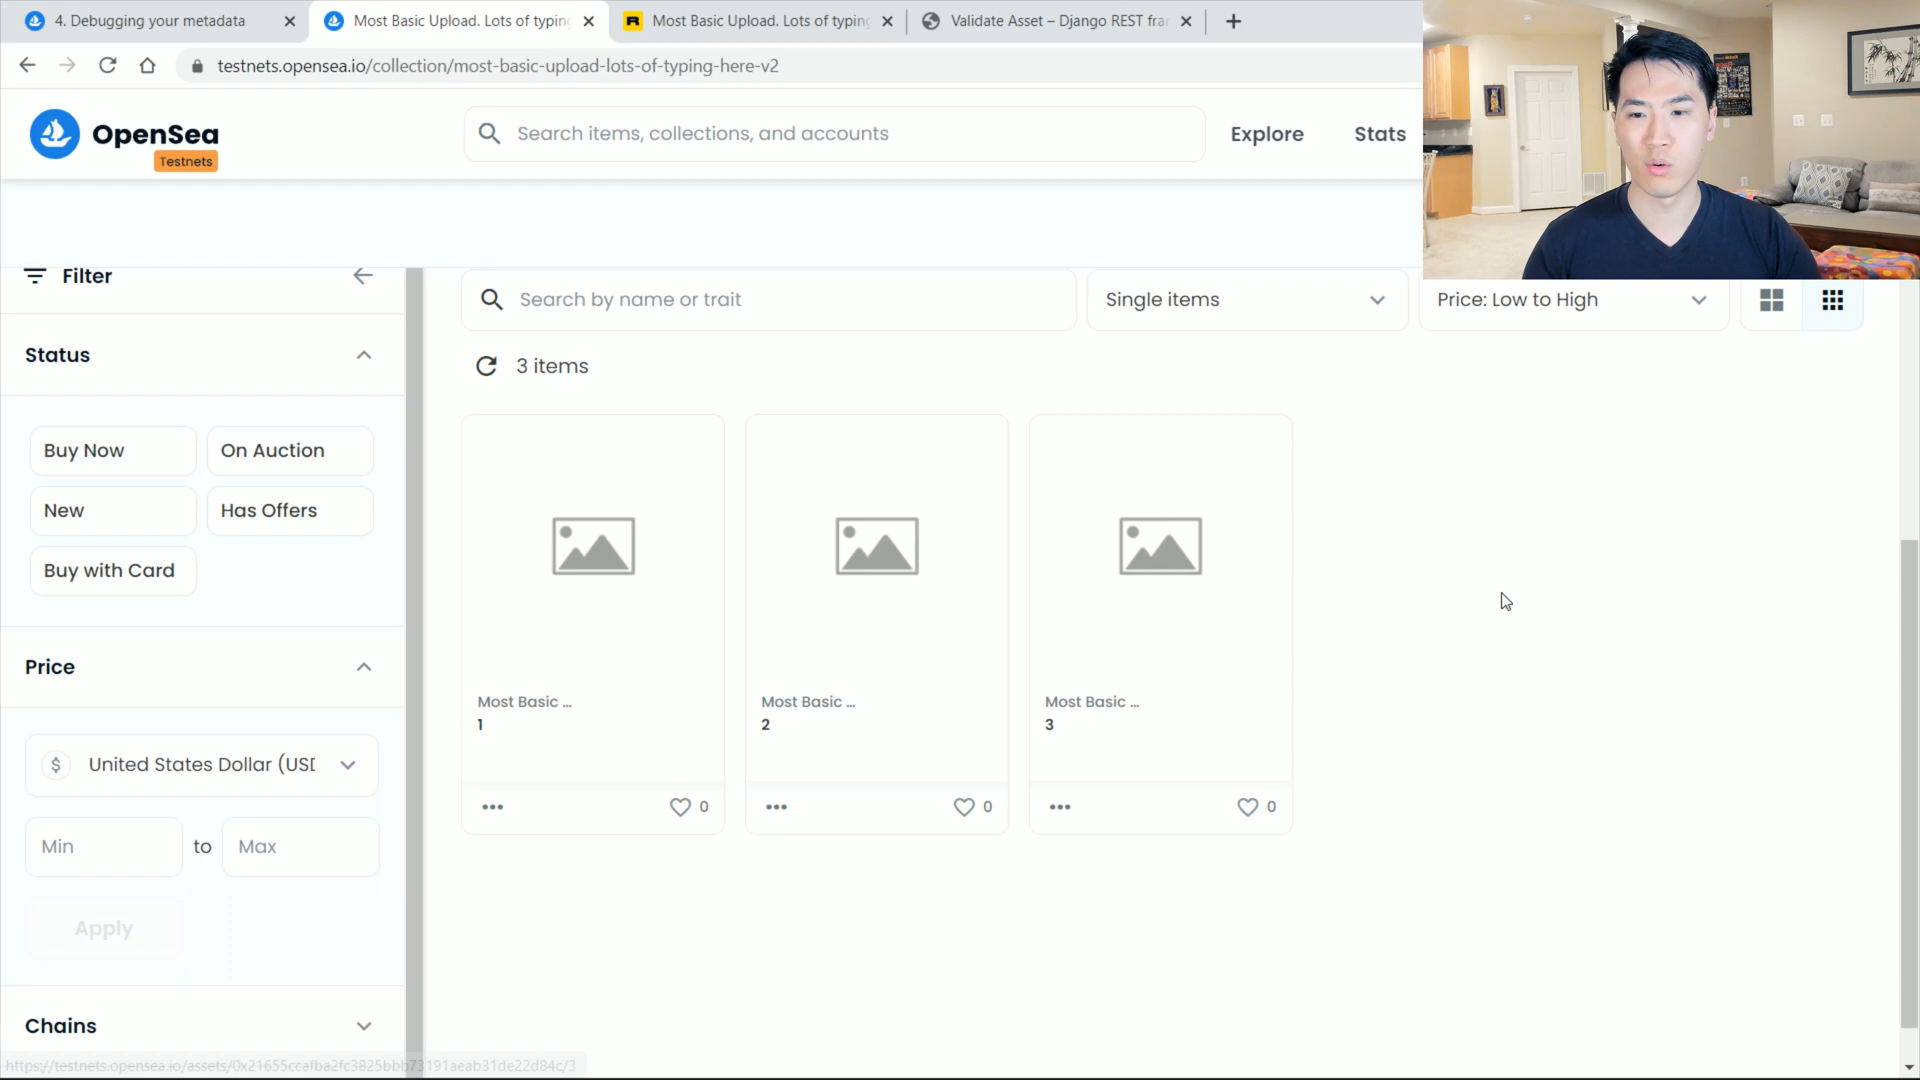 4. Debugging your metadata
Most Basic Upload. Lots of typing
Most Basic Upload. Lots of typing
Validate Asset – Django REST fra
testnets.opensea.io/collection/most-basic-upload-lots-of-typing-here-v2
OpenSea
Testnets
Search items, collections, and accounts
Explore
Stats
Filter
Search by name or trait
Single items
Price: Low to High
Status
3 items
Buy Now
On Auction
New
Has Offers
Buy with Card
Price
Most Basic ...
1
Most Basic ...
2
Most Basic ...
3
$ United States Dollar (USD
0
0
0
Min
to
Max
Apply
Chains
https://testnets.opensea.io/assets/0x21655ccafba2fc3825bbb73191aeab31de22d84c/3